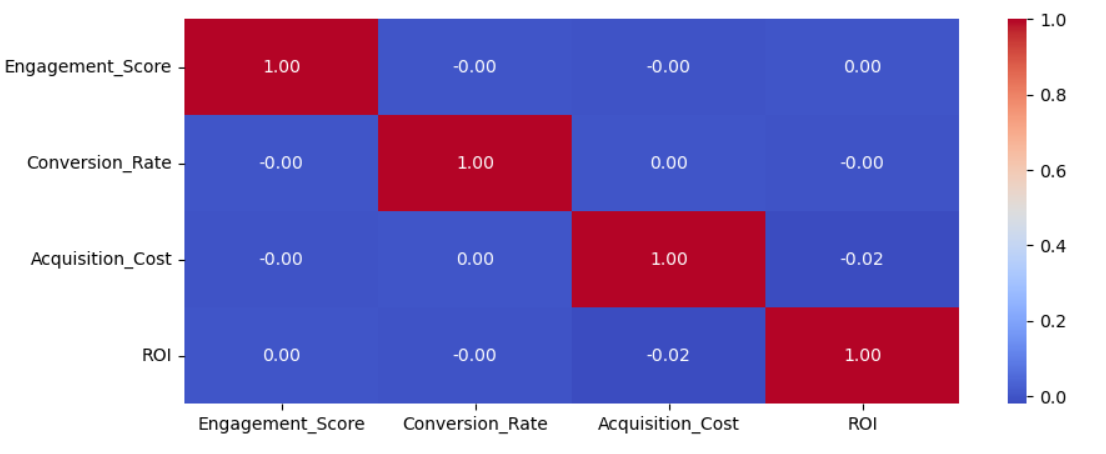 Engagement_Score 1.00 -0.00 -0.00 0.00
Conversion_Rate -0.00 1.00 0.00 -0.00
Acquisition_Cost -0.00 0.00 1.00 -0.02
ROI 0.00 -0.00 -0.02 1.00
Engagement_Score Conversion_Rate Acquisition_Cost ROI
1.0
0.8
0.6
0.4
0.2
0.0